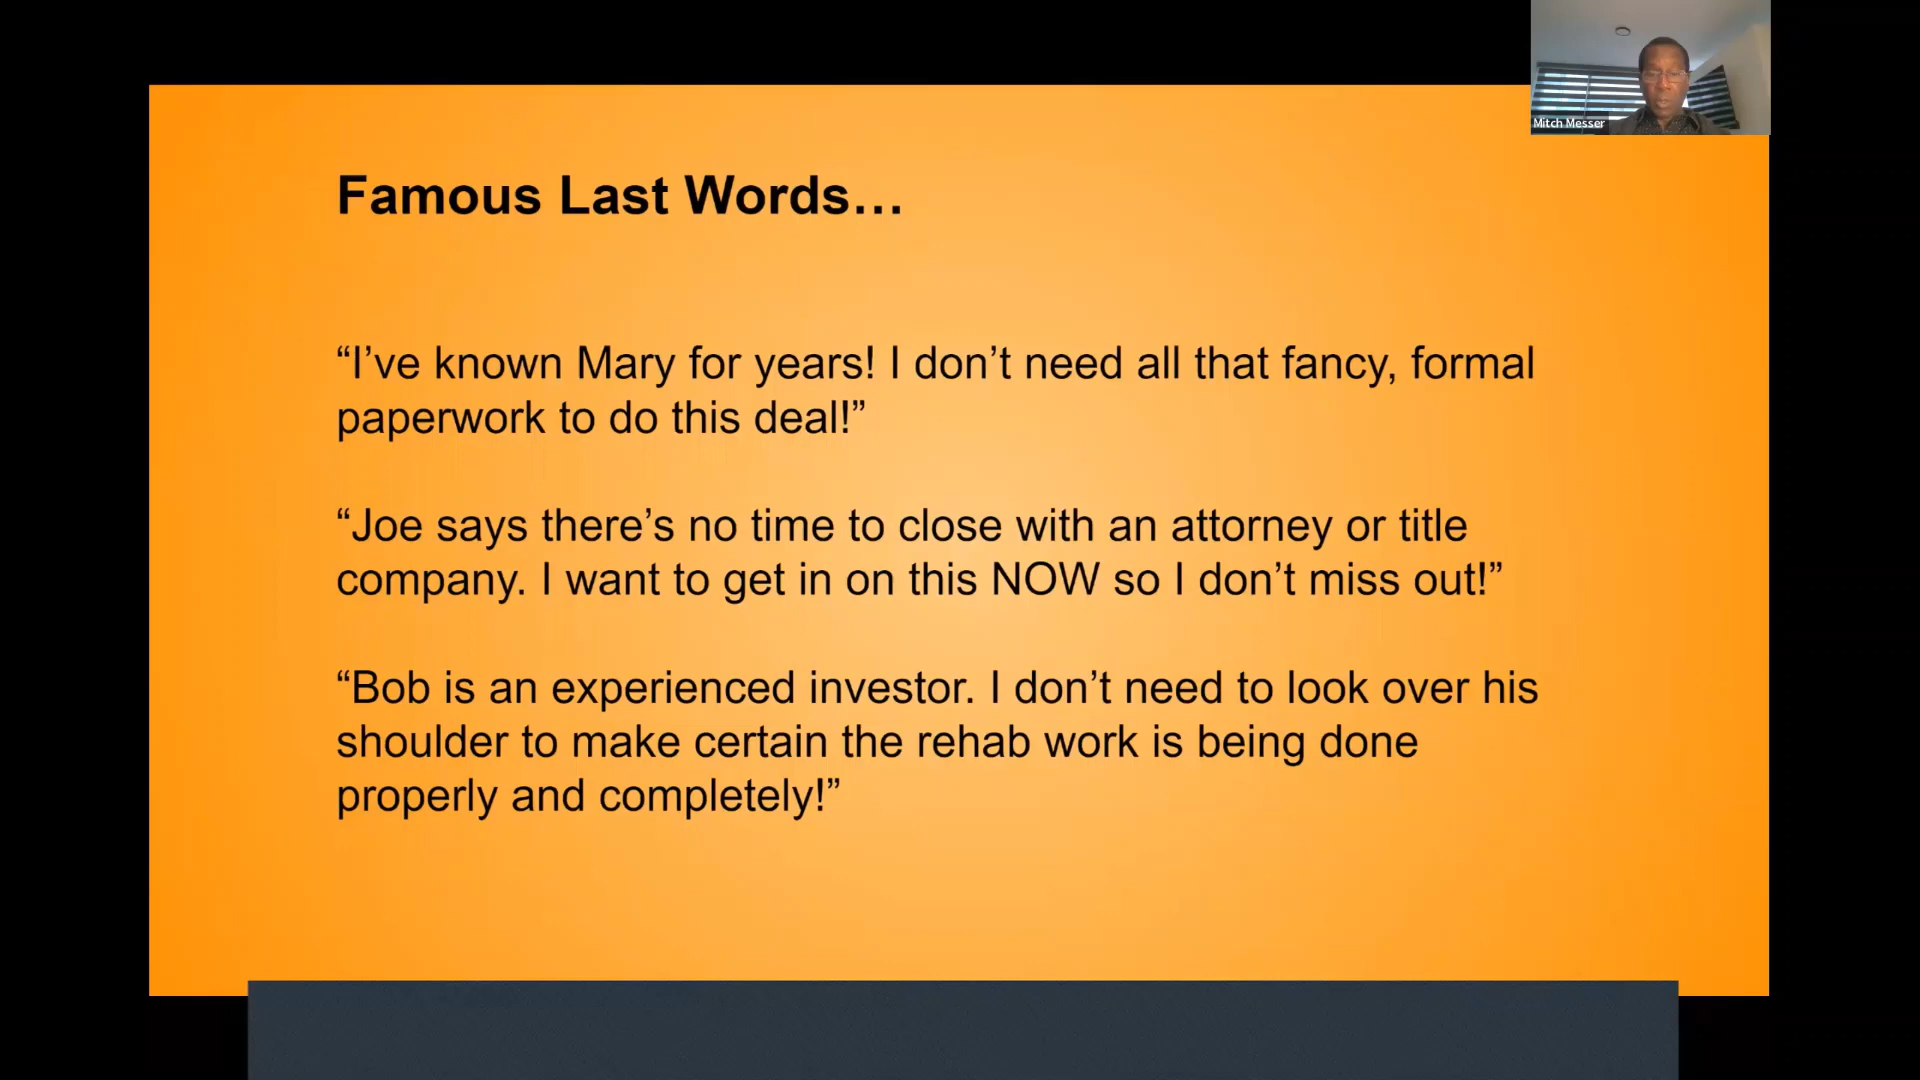 Mitch Messer
Famous Last Words…
“I’ve known Mary for years! I don’t need all that fancy, formal
paperwork to do this deal!”
“Joe says there’s no time to close with an attorney or title
company. I want to get in on this NOW so I don’t miss out!”
“Bob is an experienced investor. I don’t need to look over his
shoulder to make certain the rehab work is being done
properly and completely!”